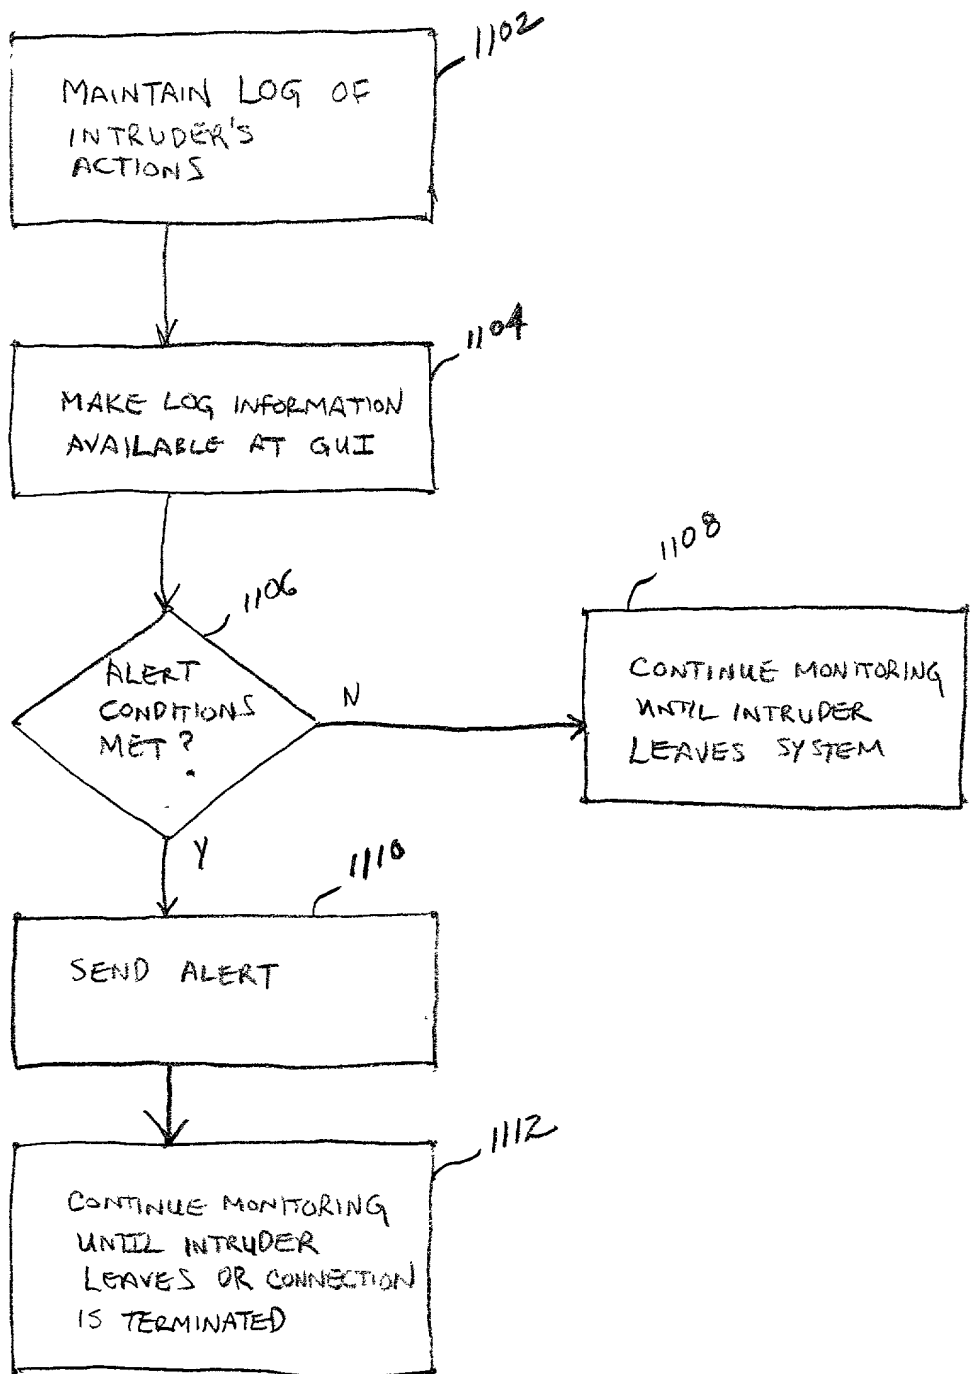 1102
MAINTAIN LOG OF
INTRUDER'S
ACTIONS
1104
MAKE LOG INFORMATION
AVAILABLE AT GUI
1106
ALERT
CONDITIONS
MET?
N
1108
CONTINUE MONITORING
UNTIL INTRUDER
LEAVES SYSTEM
Y
1110
SEND ALERT
1112
CONTINUE MONITORING
UNTIL INTRUDER
LEAVES OR CONNECTION
IS TERMINATED